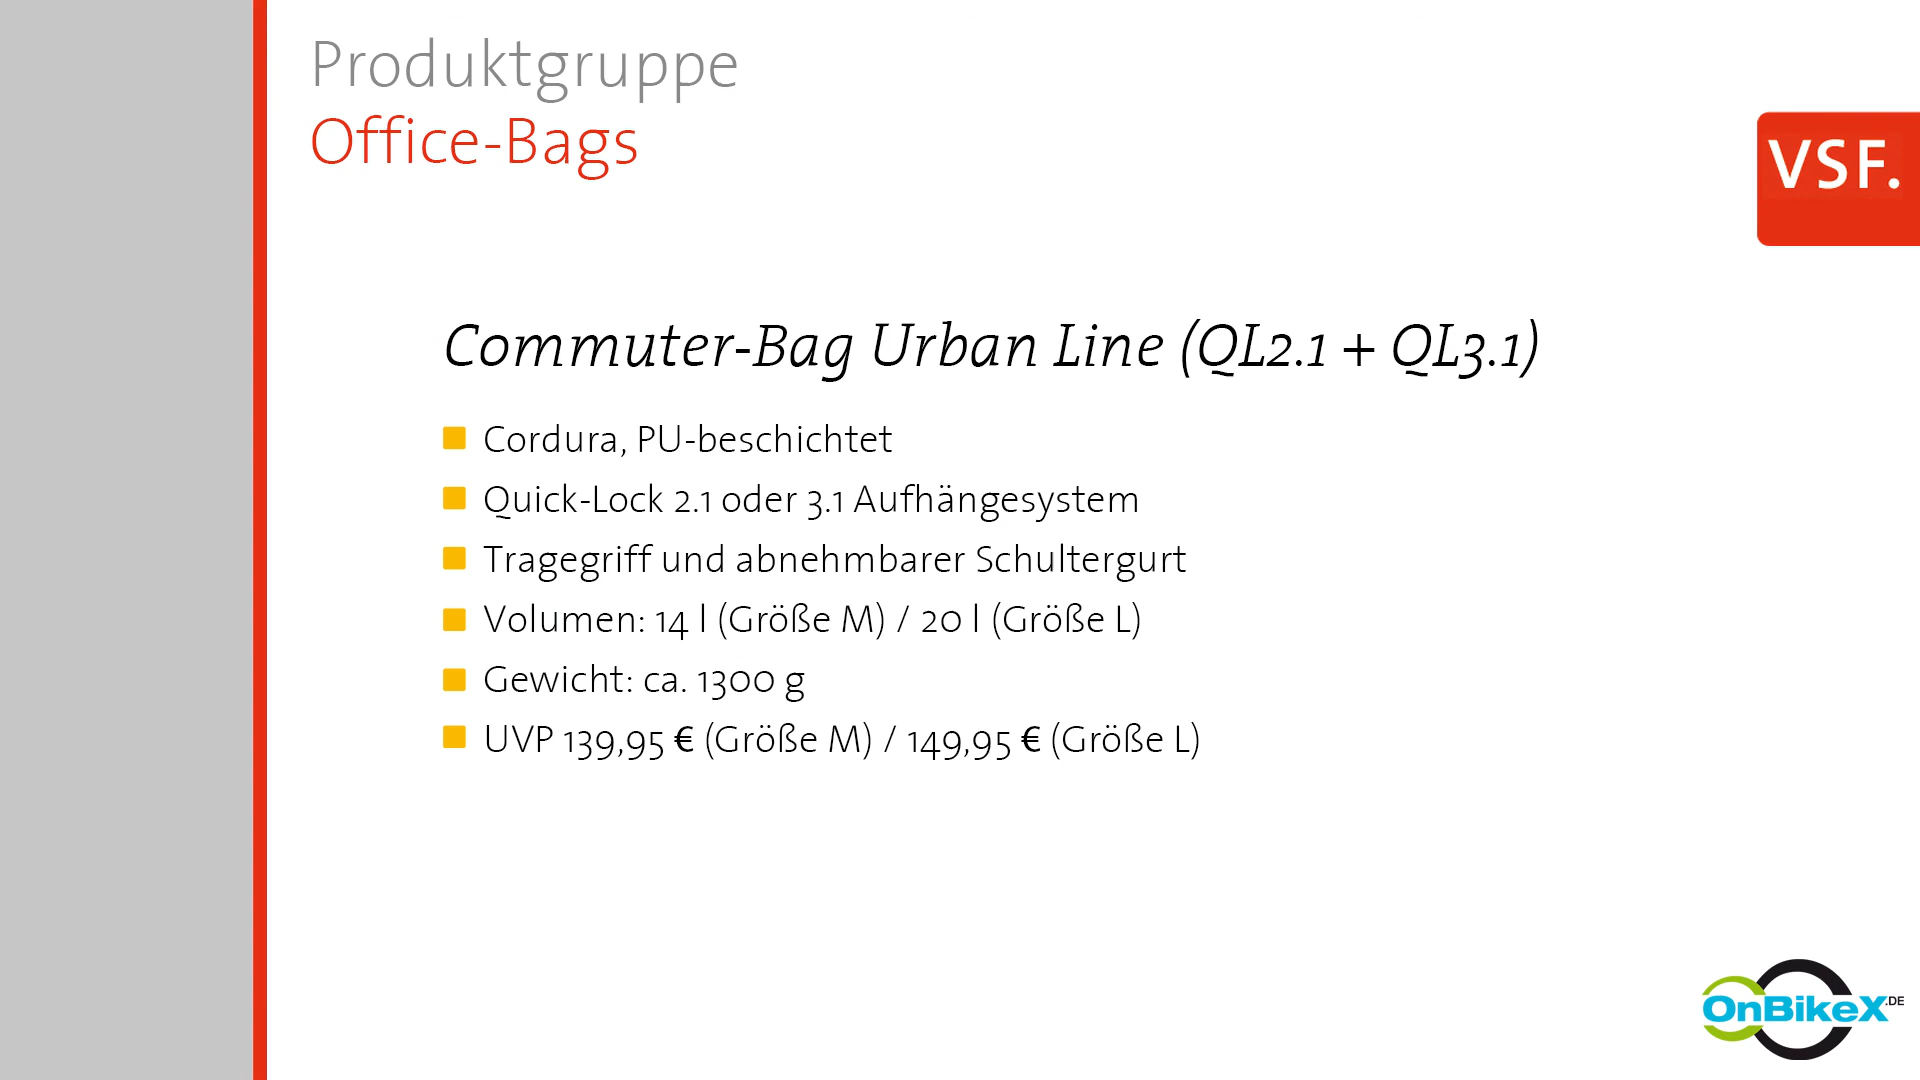 Produktgruppe
Office-Bags
VSF.
Commuter-Bag Urban Line (QL2.1 + QL3.1)
Cordura, PU-beschichtet
Quick-Lock 2.1 oder 3.1 Aufhängesystem
Tragegriff und abnehmbarer Schultergurt
Volumen: 14 l (Größe M) / 20 l (Größe L)
Gewicht: ca. 1300 g
UVP 139,95 € (Größe M) / 149,95 € (Größe L)
OnBikeX.DE